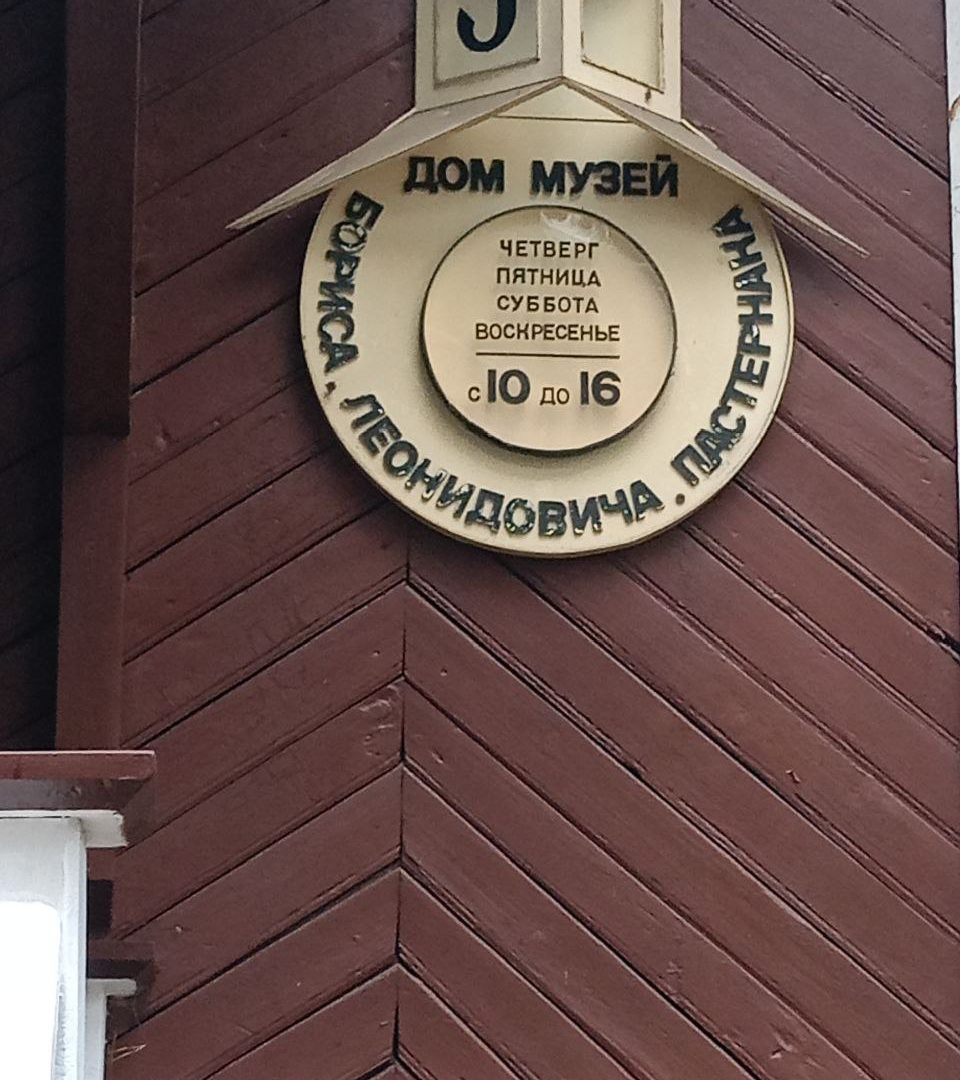 ДОМ МУЗЕЙ
БОРИСА, ЛЕОНИДОВИЧА. ПАСТЕРНАКА
ЧЕТВЕРГ
ПЯТНИЦА
СУББОТА
ВОСКРЕСЕНЬЕ
С 10 ДО 16